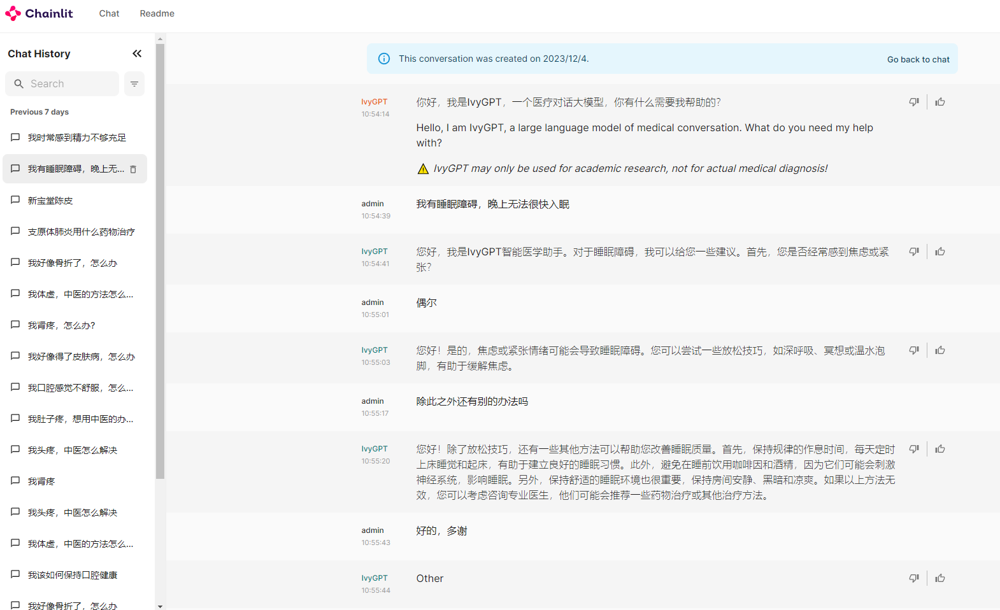 Chainlit
Chat
Readme
Chat History
Search
Previous 7 days
我时常感到精力不够充足
我有睡眠障碍，晚上无...
新宝堂陈皮
支原体肺炎用什么药物治疗
我好像骨折了，怎么办
我体虚，中医的方法怎么...
我肾疼，怎么办?
我好像得了皮肤病，怎么办
我口腔感觉不舒服，怎么...
我肚子疼，想用中医的办...
我头疼，中医怎么解决
我肾疼
我头疼，中医怎么解决
我体虚，中医的方法怎么...
我该如何保持口腔健康
我好像骨折了，怎么办
This conversation was created on 2023/12/4.
Go back to chat
IvyGPT
10:54:14
你好，我是IvyGPT，一个医疗对话大模型，你有什么需要我帮助的？
Hello, I am IvyGPT, a large language model of medical conversation. What do you need my help
with?
IvyGPT may only be used for academic research, not for actual medical diagnosis!
admin
10:54:39
我有睡眠障碍，晚上无法很快入眠
IvyGPT
10:54:41
您好，我是IvyGPT智能医学助手。对于睡眠障碍，我可以给您一些建议。首先，您是否经常感到焦虑或紧
张？
admin
10:55:01
偶尔
IvyGPT
10:55:03
您好！是的，焦虑或紧张情绪可能会导致睡眠障碍。您可以尝试一些放松技巧，如深呼吸、冥想或温水泡
脚，有助于缓解焦虑。
admin
10:55:17
除此之外还有别的办法吗
IvyGPT
10:55:20
您好！除了放松技巧，还有一些其他方法可以帮助您改善睡眠质量。首先，保持规律的作息时间，每天定时
上床睡觉和起床，有助于建立良好的睡眠习惯。此外，避免在睡前饮用咖啡因和酒精，因为它们可能会刺激
神经系统，影响睡眠。另外，保持舒适的睡眠环境也很重要，保持房间安静、黑暗和凉爽。如果以上方法无
效，您可以考虑咨询专业医生，他们可能会推荐一些药物治疗或其他治疗方法。
admin
10:55:43
好的，多谢
IvyGPT
10:55:44
Other